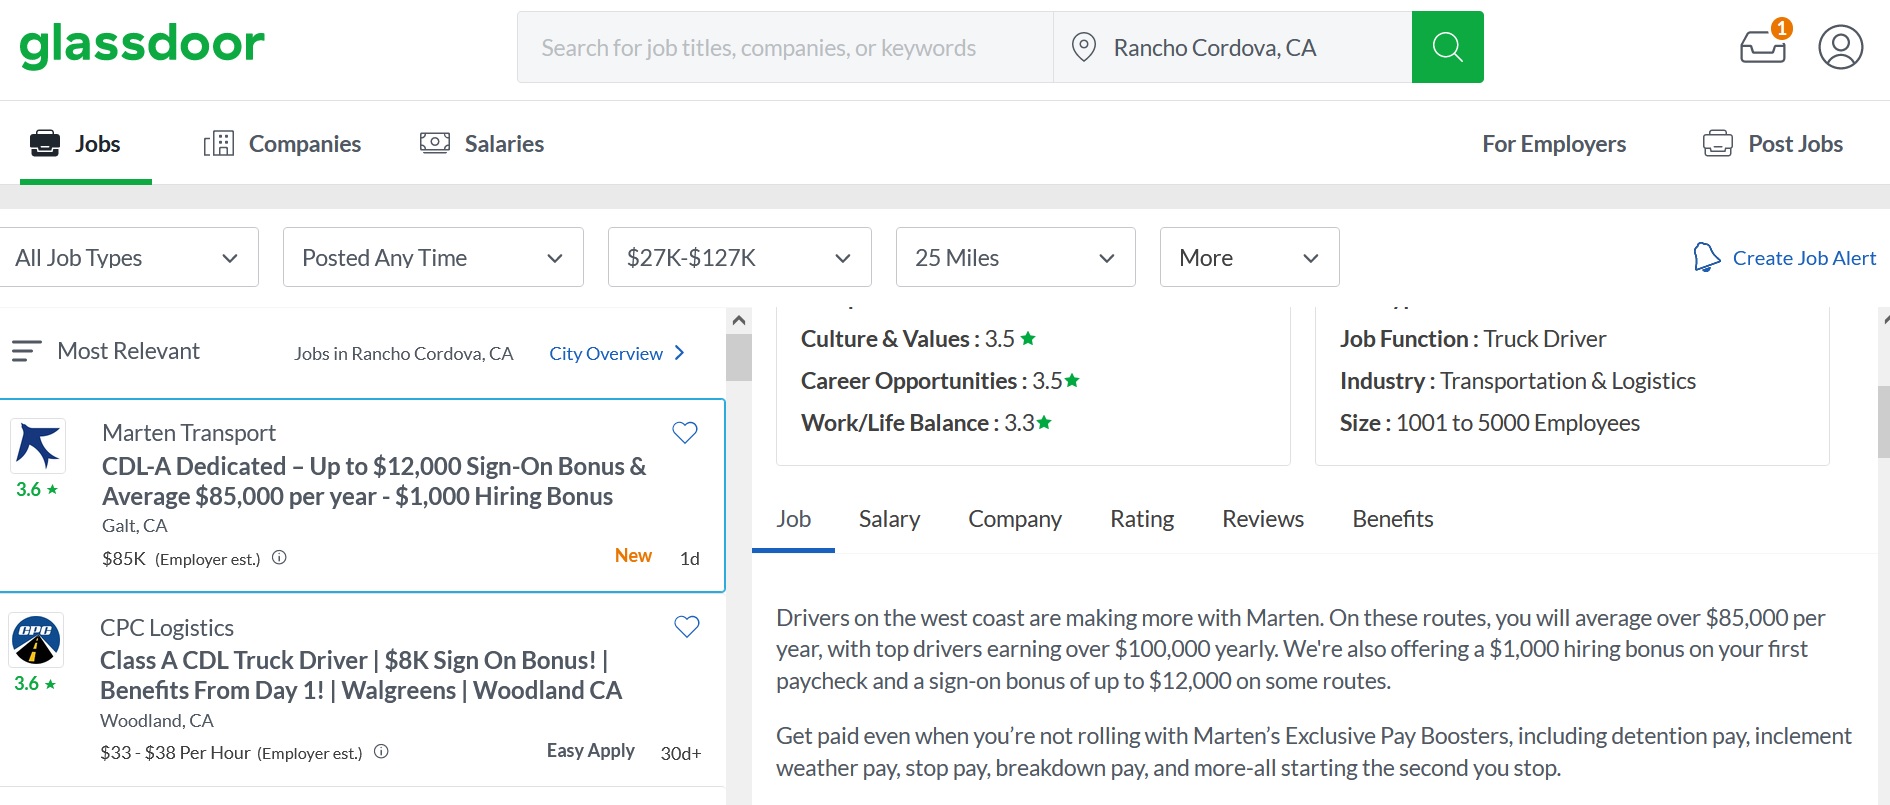 glassdoor
Search for job titles, companies, or keywords
Rancho Cordova, CA
1
Jobs
Companies
Salaries
For Employers
Post Jobs
All Job Types
Posted Any Time
$27K-$127K
25 Miles
More
Create Job Alert
Most Relevant
Jobs in Rancho Cordova, CA
City Overview
Marten Transport
CDL-A Dedicated – Up to $12,000 Sign-On Bonus &
Average $85,000 per year - $1,000 Hiring Bonus
3.6 ★
Galt, CA
$85K (Employer est.)
New
1d
CPC
CPC Logistics
Class A CDL Truck Driver | $8K Sign On Bonus! |
Benefits From Day 1! | Walgreens | Woodland CA
3.6 ★
Woodland, CA
$33 - $38 Per Hour (Employer est.)
Easy Apply
30d+
Culture & Values : 3.5 ★
Career Opportunities : 3.5★
Work/Life Balance : 3.3★
Job Function : Truck Driver
Industry : Transportation & Logistics
Size : 1001 to 5000 Employees
Job
Salary
Company
Rating
Reviews
Benefits
Drivers on the west coast are making more with Marten. On these routes, you will average over $85,000 per
year, with top drivers earning over $100,000 yearly. We're also offering a $1,000 hiring bonus on your first
paycheck and a sign-on bonus of up to $12,000 on some routes.
Get paid even when you’re not rolling with Marten’s Exclusive Pay Boosters, including detention pay, inclement
weather pay, stop pay, breakdown pay, and more-all starting the second you stop.